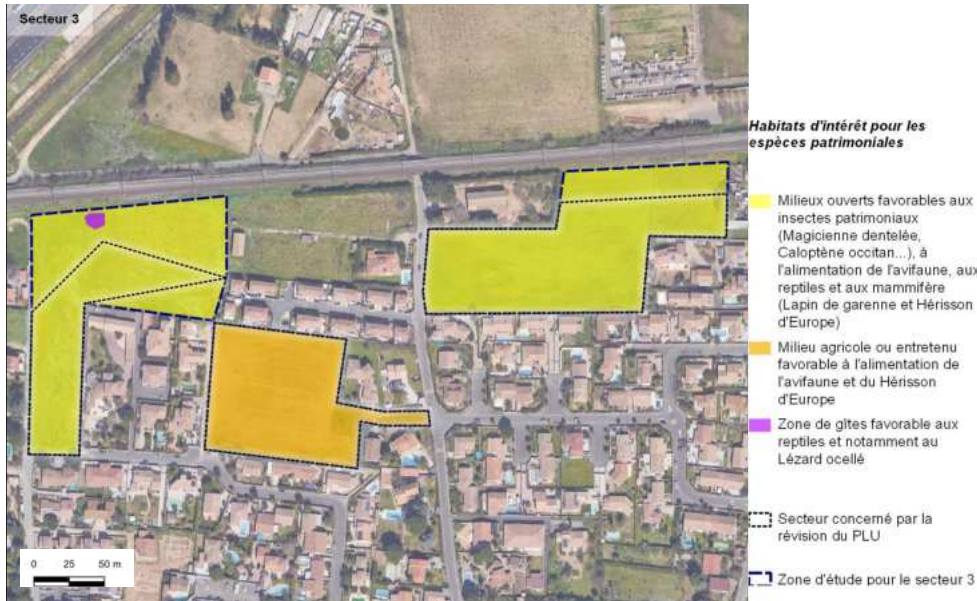 Secteur 3
Habitats d'intérêt pour les
espèces patrimoniales
Milieux ouverts favorables aux
insectes patrimoniaux
(Magicienne dentelée,
Caloptène occitan...), à
l'alimentation de l'avifaune, aux
reptiles et aux mammifère
(Lapin de garenne et Hérisson
d'Europe)
Milieu agricole ou entretenu
favorable à l'alimentation de
l'avifaune et du Hérisson
d'Europe
Zone de gîtes favorable aux
reptiles et notamment au
Lézard ocellé
Secteur concerné par la
révision du PLU
Zone d'étude pour le secteur 3
0 25 50 m